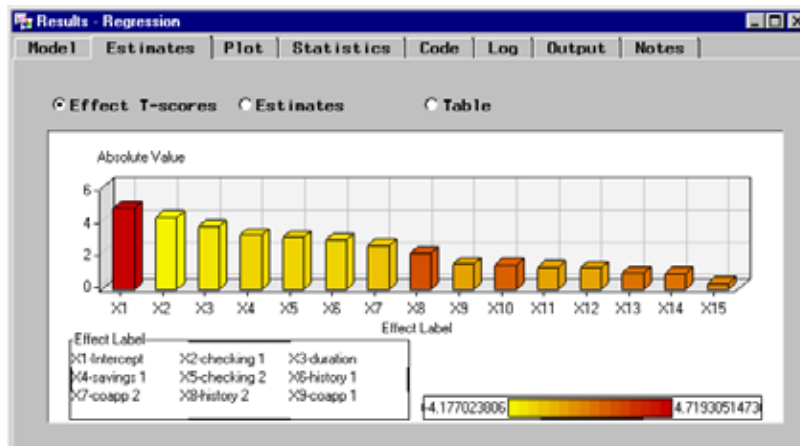 Results - Regression
Model Estimates Plot Statistics Code Log Output Notes
Effect T-scores Estimates Table
Absolute Value
6
4
2
0
X1 X2 X3 X4 X5 X6 X7 X8 X9 X10 X11 X12 X13 X14 X15
Effect Label
Effect Label
X1-Intercept X2-checking 1 X3-duration
X4-savings 1 X5-checking 2 X6-history 1
X7-coapp 2 X8-history 2 X9-coapp 1
-4.177023806 4.7193051473